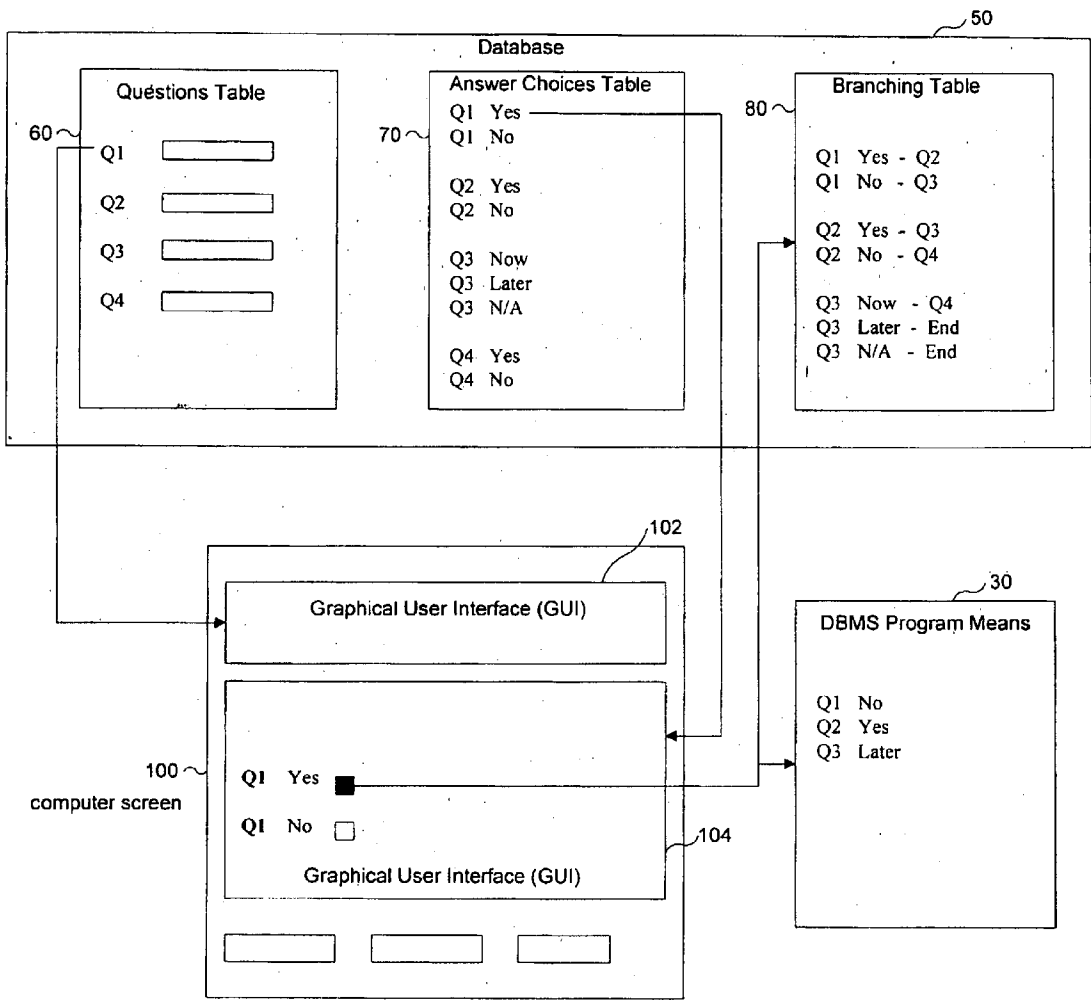 50
Database
Questions Table
60
Q1
Q2
Q3
Q4
Answer Choices Table
70
Q1 Yes
Q1 No
Q2 Yes
Q2 No
Q3 Now
Q3 Later
Q3 N/A
Q4 Yes
Q4 No
Branching Table
80
Q1 Yes - Q2
Q1 No - Q3
Q2 Yes - Q3
Q2 No - Q4
Q3 Now - Q4
Q3 Later - End
Q3 N/A - End
102
Graphical User Interface (GUI)
100
computer screen
Q1 Yes
Q1 No
104
Graphical User Interface (GUI)
30
DBMS Program Means
Q1 No
Q2 Yes
Q3 Later